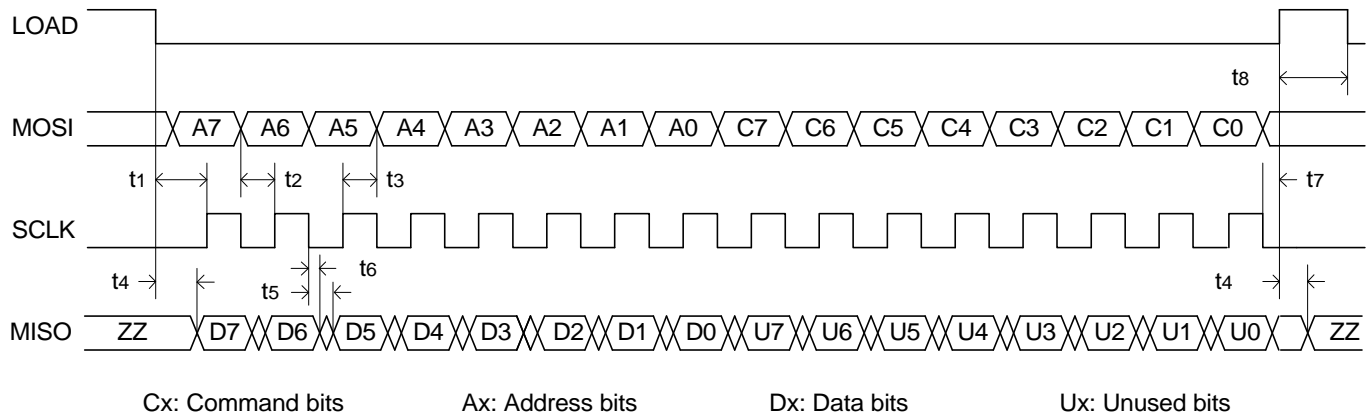 LOAD
t8
MOSI A7 A6 A5 A4 A3 A2 A1 A0 C7 C6 C5 C4 C3 C2 C1 C0
t1 t2 t3 t7
SCLK
t4 t5 t6 t4
MISO ZZ D7 D6 D5 D4 D3 D2 D1 D0 U7 U6 U5 U4 U3 U2 U1 U0 ZZ
Cx: Command bits Ax: Address bits Dx: Data bits Ux: Unused bits